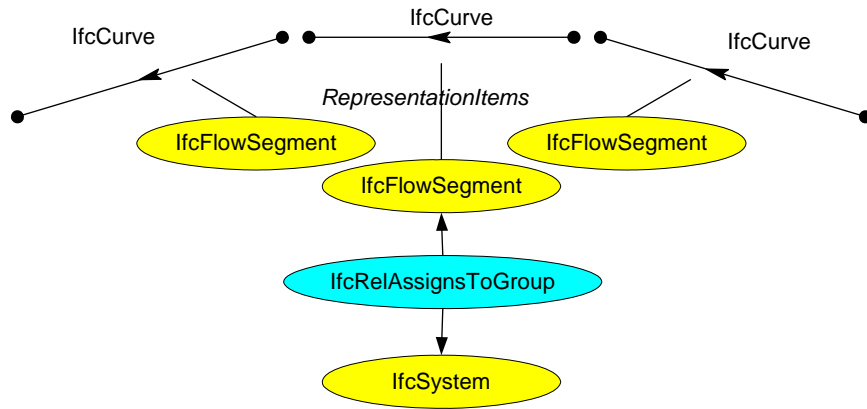 IfcCurve
IfcCurve
IfcCurve
RepresentationItems
IfcFlowSegment
IfcFlowSegment
IfcFlowSegment
IfcRelAssignsToGroup
IfcSystem